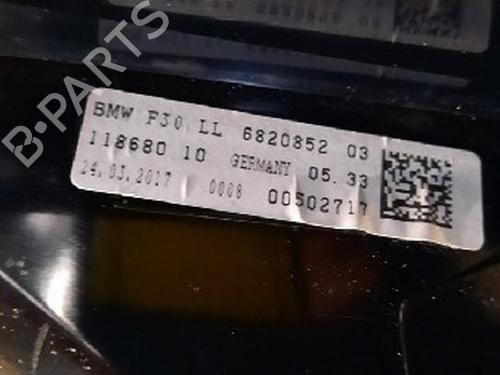 BMW F30 LL 6820852 03
118680 10 GERMANY 05.33
24.03.2017 0008 00502717
B-PARTS